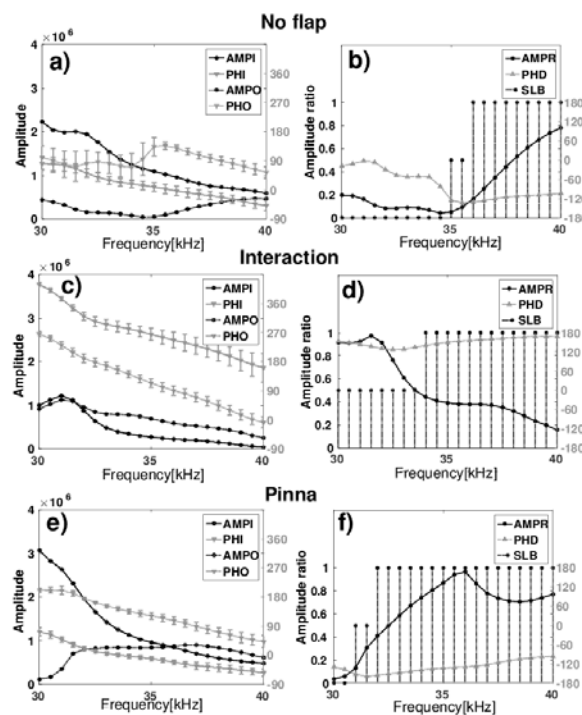 No flap
a)
× 10⁶
AMPI
PHI
AMPO
PHO
Amplitude
4
3
2
1
0
360
270
180
90
0
-90
30
35
40
Frequency[kHz]
b)
AMPR
PHD
SLB
Amplitude ratio
1
0.8
0.6
0.4
0.2
0
180
120
60
0
-60
-120
-180
30
35
40
Frequency[kHz]
Interaction
c)
× 10⁶
AMPI
PHI
AMPO
PHO
Amplitude
4
3
2
1
0
360
270
180
90
0
-90
30
35
40
Frequency[kHz]
d)
AMPR
PHD
SLB
Amplitude ratio
1
0.8
0.6
0.4
0.2
0
180
120
60
0
-60
-120
-180
30
35
40
Frequency[kHz]
Pinna
e)
× 10⁶
AMPI
PHI
AMPO
PHO
Amplitude
4
3
2
1
0
360
270
180
90
0
-90
30
35
40
Frequency[kHz]
f)
AMPR
PHD
SLB
Amplitude ratio
1
0.8
0.6
0.4
0.2
0
180
120
60
0
-60
-120
-180
30
35
40
Frequency[kHz]